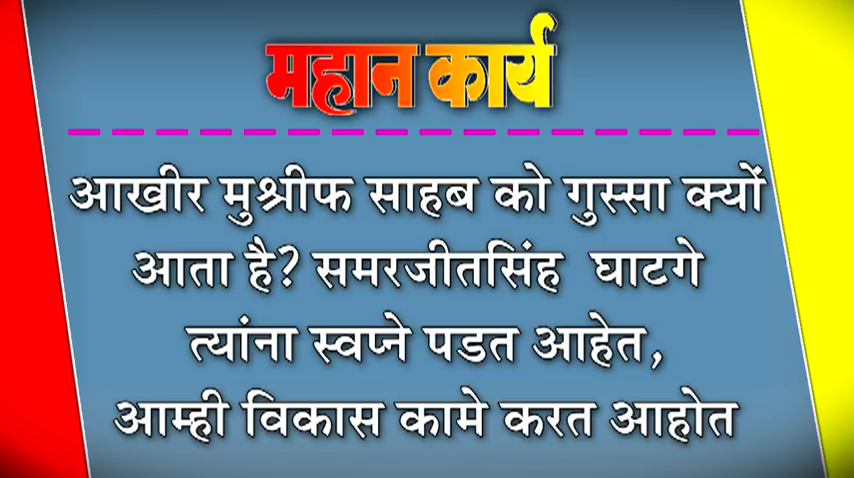 महान कार्य
आखीर मुश्रीफ साहब को गुस्सा क्यों
आता है? समरजीतसिंह घाटगे
त्यांना स्वप्ने पडत आहेत,
आम्ही विकास कामे करत आहोत